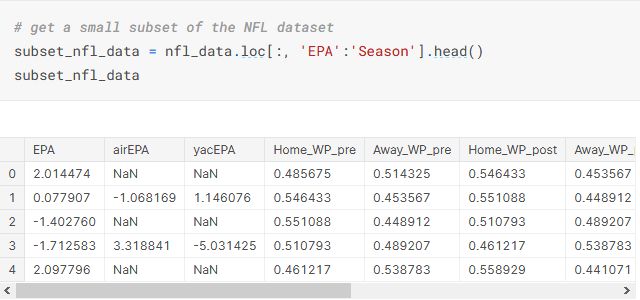 # get a small subset of the NFL dataset
subset_nfl_data = nfl_data.loc[:, 'EPA':'Season'].head()
subset_nfl_data
EPA airEPA yacEPA Home_WP_pre Away_WP_pre Home_WP_post Away_WP_
0 2.014474 NaN NaN 0.485675 0.514325 0.546433 0.453567
1 0.077907 -1.068169 1.146076 0.546433 0.453567 0.551088 0.448912
2 -1.402760 NaN NaN 0.551088 0.448912 0.510793 0.489207
3 -1.712583 3.318841 -5.031425 0.510793 0.489207 0.461217 0.538783
4 2.097796 NaN NaN 0.461217 0.538783 0.558929 0.441071